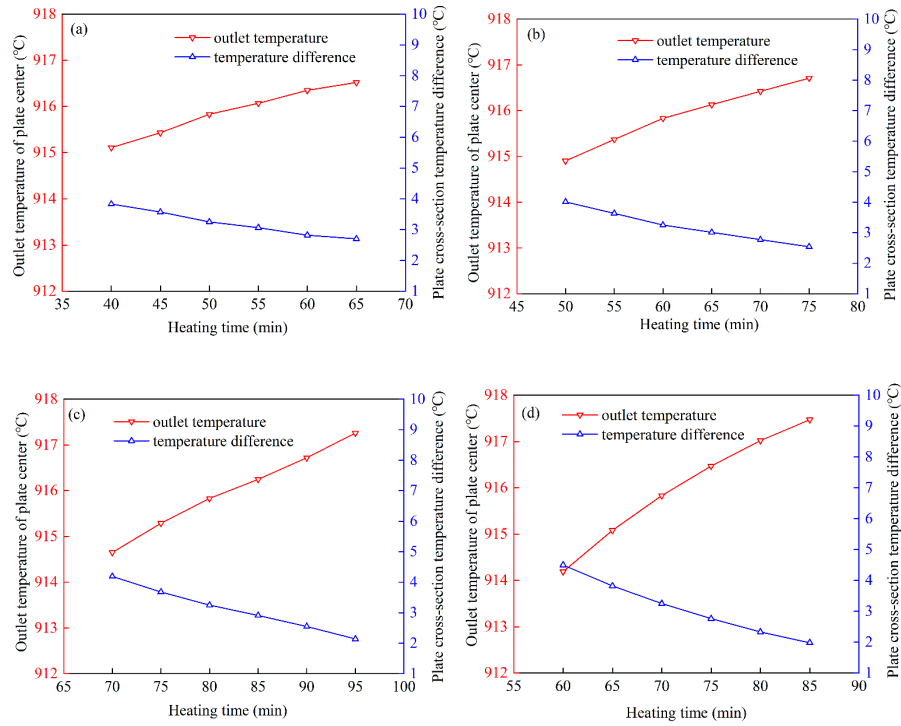 (a)
outlet temperature
temperature difference
Outlet temperature of plate center (℃)
918
917
916
915
914
913
912
Plate cross-section temperature difference (℃)
10
9
8
7
6
5
4
3
2
1
35 40 45 50 55 60 65 70
Heating time (min)
(b)
outlet temperature
temperature difference
Outlet temperature of plate center (℃)
918
917
916
915
914
913
912
Plate cross-section temperature difference (℃)
10
9
8
7
6
5
4
3
2
1
45 50 55 60 65 70 75 80
Heating time (min)
(c)
outlet temperature
temperature difference
Outlet temperature of plate center (℃)
918
917
916
915
914
913
912
Plate cross-section temperature difference (℃)
10
9
8
7
6
5
4
3
2
1
65 70 75 80 85 90 95 100
Heating time (min)
(d)
outlet temperature
temperature difference
Outlet temperature of plate center (℃)
918
917
916
915
914
913
912
Plate cross-section temperature difference (℃)
10
9
8
7
6
5
4
3
2
1
55 60 65 70 75 80 85 90
Heating time (min)